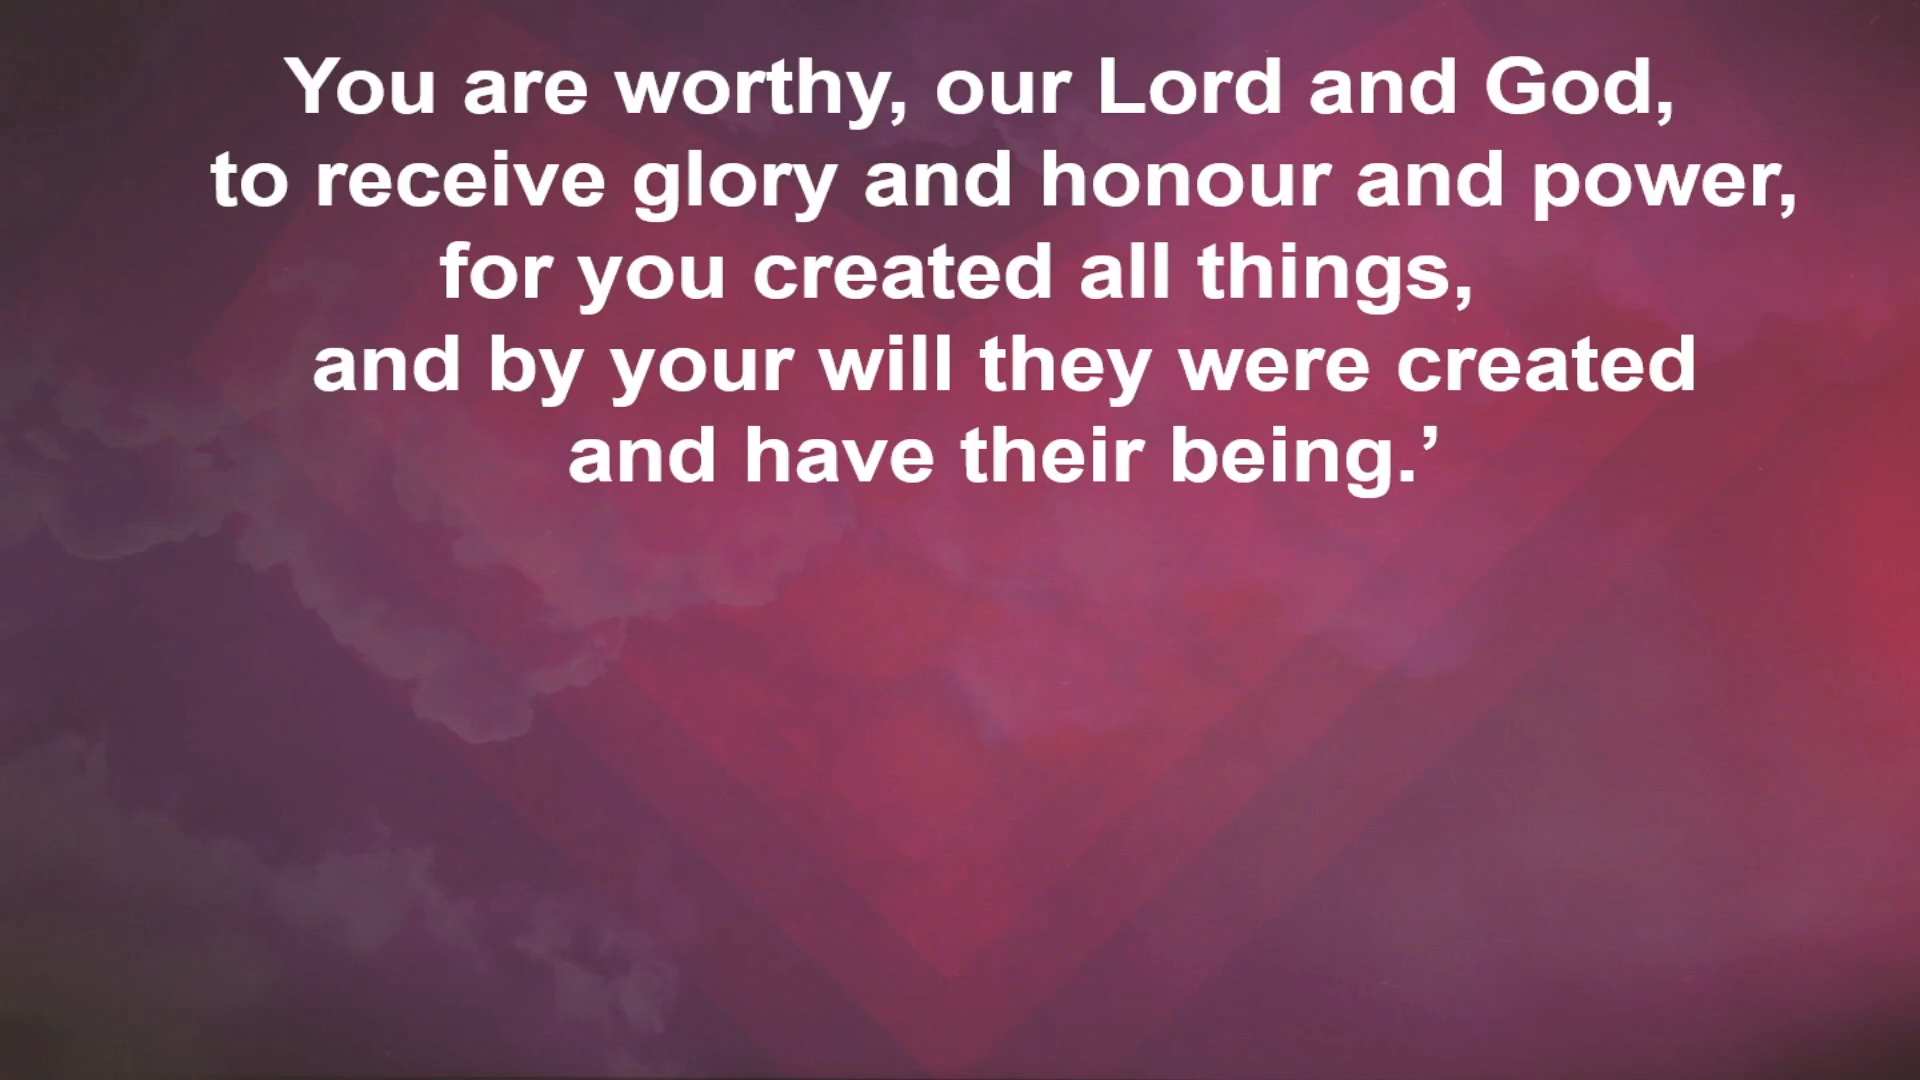 You are worthy, our Lord and God,
to receive glory and honour and power,
for you created all things,
and by your will they were created
and have their being.’